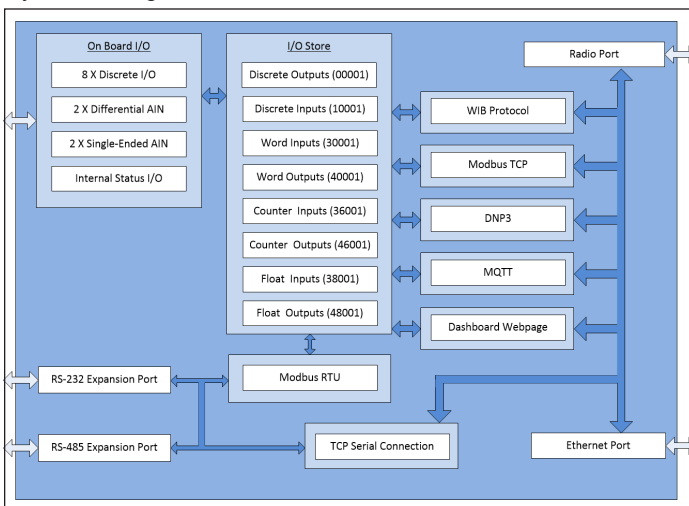 On Board I/O
8 X Discrete I/O
2 X Differential AIN
2 X Single-Ended AIN
Internal Status I/O
I/O Store
Discrete Outputs (00001)
Discrete Inputs (10001)
Word Inputs (30001)
Word Outputs (40001)
Counter Inputs (36001)
Counter Outputs (46001)
Float Inputs (38001)
Float Outputs (48001)
Radio Port
WIB Protocol
Modbus TCP
DNP3
MQTT
Dashboard Webpage
RS-232 Expansion Port
Modbus RTU
RS-485 Expansion Port
TCP Serial Connection
Ethernet Port